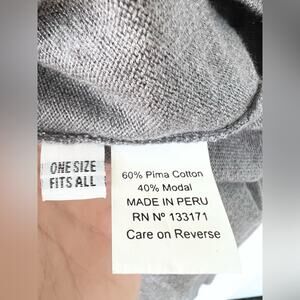 ONE SIZE
FITS ALL
60% Pima Cotton
40% Modal
MADE IN PERU
RN Nº 133171
Care on Reverse